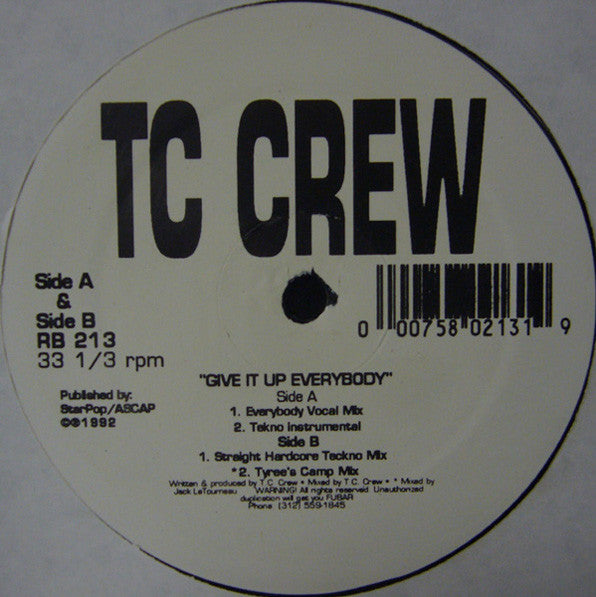 TC CREW
Side A
&
Side B
RB 213
33 1/3 rpm
0 00758 02131 9
Published by:
StarPop/ASCAP
©℗1992
"GIVE IT UP EVERYBODY"
Side A
1. Everybody Vocal Mix
2. Tekno Instrumental
Side B
1. Straight Hardcore Teckno Mix
*2. Tyree's Camp Mix
Written & produced by T.C. Crew • Mixed by T.C. Crew • * Mixed by
Jack LeTourneau WARNING! All rights reserved Unauthorized
duplication will get you FUBAR
Phone (312) 559-1845